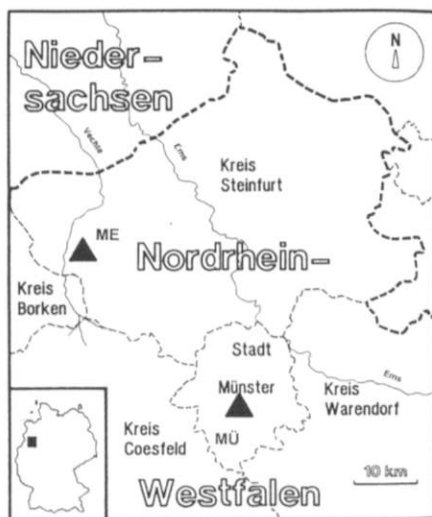 Nieder-
sachsen
N
Vechte
Ems
Kreis
Steinfurt
ME
Nordrhein-
Kreis
Borken
Stadt
Münster
Ems
Kreis
Warendorf
Kreis
Coesfeld
MÜ
10 km
Westfalen